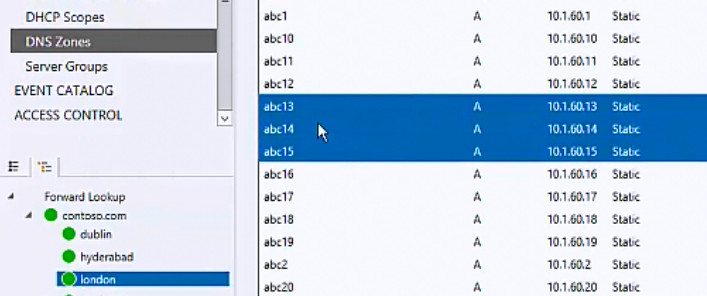 DHCP Scopes
DNS Zones
Server Groups
EVENT CATALOG
ACCESS CONTROL
Forward Lookup
contoso.com
dublin
hyderabad
london
abc1 A 10.1.60.1 Static
abc10 A 10.1.60.10 Static
abc11 A 10.1.60.11 Static
abc12 A 10.1.60.12 Static
abc13 A 10.1.60.13 Static
abc14 A 10.1.60.14 Static
abc15 A 10.1.60.15 Static
abc16 A 10.1.60.16 Static
abc17 A 10.1.60.17 Static
abc18 A 10.1.60.18 Static
abc19 A 10.1.60.19 Static
abc2 A 10.1.60.2 Static
abc20 A 10.1.60.20 Static